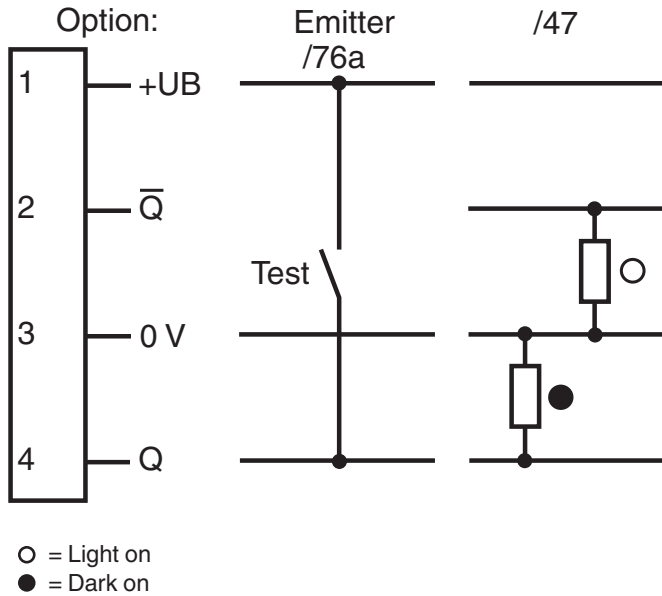 Option: Emitter /47
/76a
1 +UB
2 Q̅
Test
3 0 V
4 Q
= Light on
= Dark on